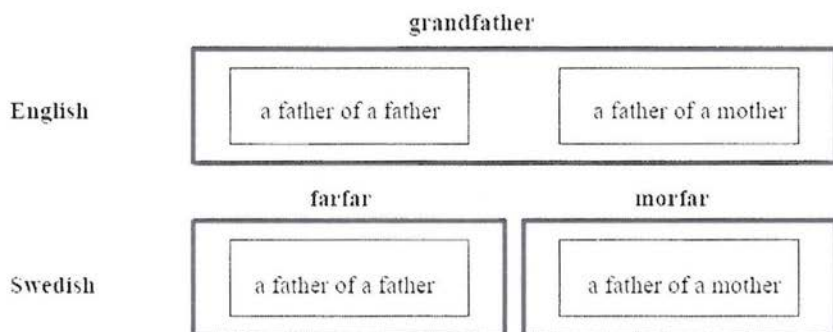 grandfather
English
a father of a father
a father of a mother
farfar
morfar
Swedish
a father of a father
a father of a mother